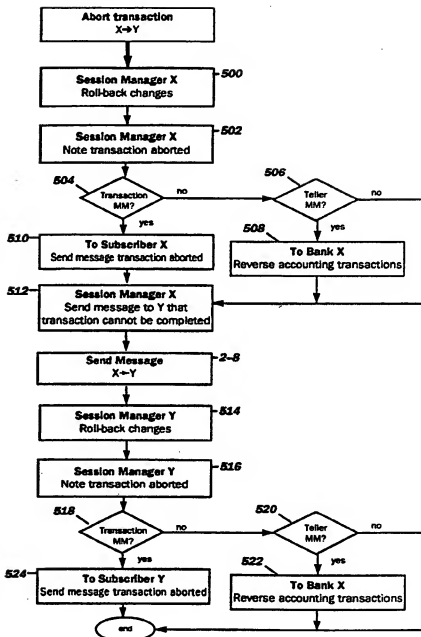 Abort transaction
X→Y
500
Session Manager X
Roll-back changes
502
Session Manager X
Note transaction aborted
504
Transaction
MM?
no
506
Teller
MM?
no
yes
yes
510
To Subscriber X
Send message transaction aborted
508
To Bank X
Reverse accounting transactions
512
Session Manager X
Send message to Y that
transaction cannot be completed
2-8
Send Message
X→Y
514
Session Manager Y
Roll-back changes
516
Session Manager Y
Note transaction aborted
518
Transaction
MM?
no
520
Teller
MM?
no
yes
yes
524
To Subscriber Y
Send message transaction aborted
522
To Bank X
Reverse accounting transactions
end